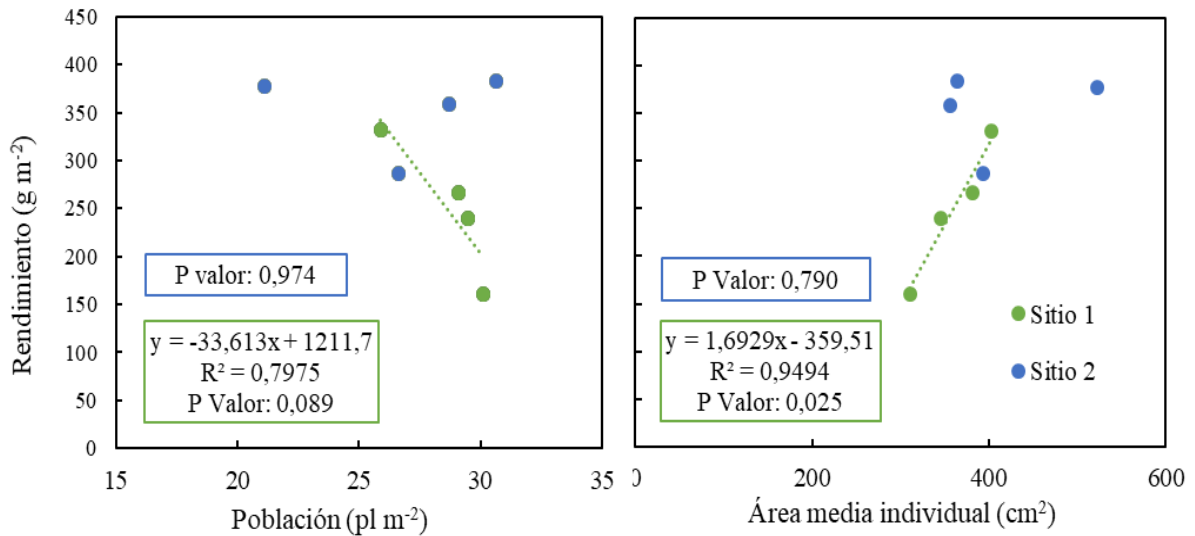 450
400
350
300
250
200
150
100
50
0
Rendimiento (g m⁻²)
P valor: 0,974
y = -33,613x + 1211,7
R² = 0,7975
P Valor: 0,089
15 20 25 30 35
Población (pl m⁻²)
P Valor: 0,790
y = 1,6929x - 359,51
R² = 0,9494
P Valor: 0,025
Sitio 1
Sitio 2
0 200 400 600
Área media individual (cm²)